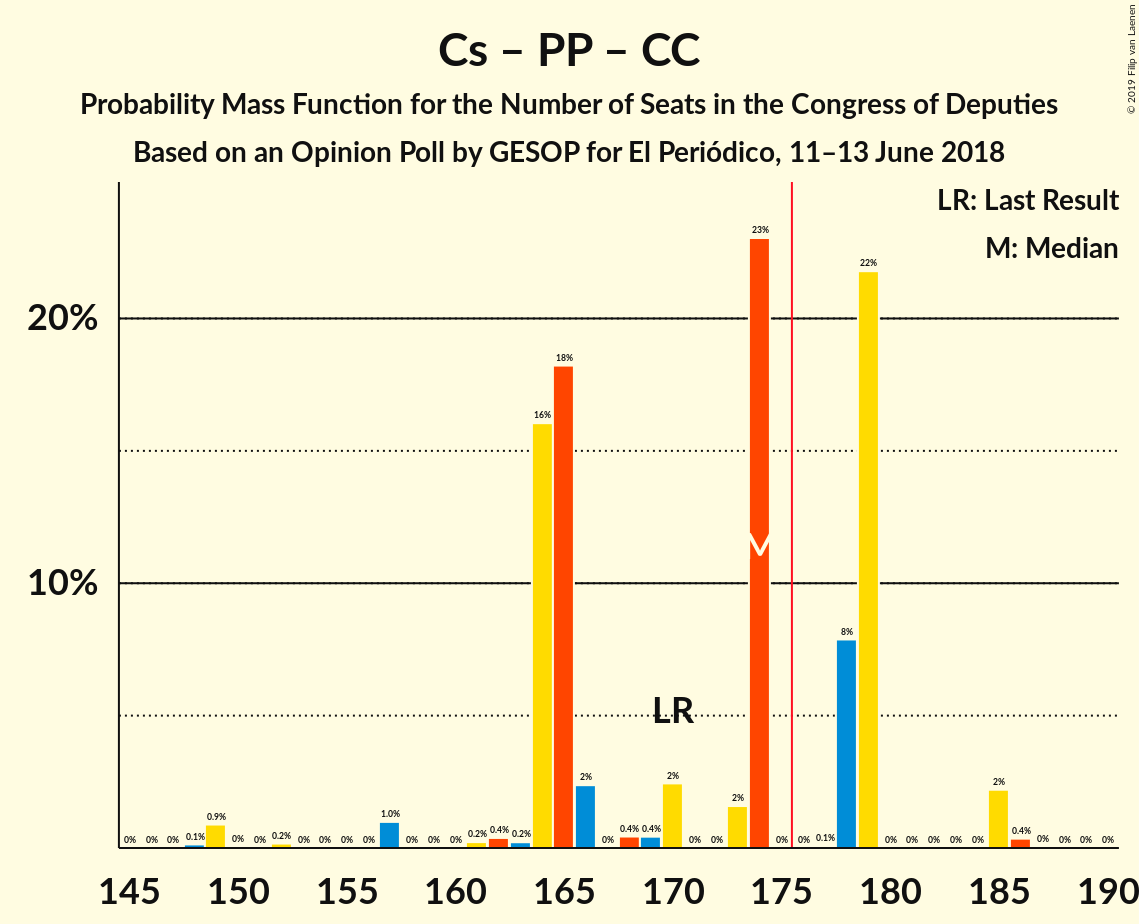 Cs – PP – CC
Probability Mass Function for the Number of Seats in the Congress of Deputies
Based on an Opinion Poll by GESOP for El Periódico, 11–13 June 2018
© 2019 Filip van Laenen
LR: Last Result
M: Median
20%
10%
0% 0% 0% 0.1% 0.9% 0% 0% 0.2% 0% 0% 0% 0% 1.0% 0% 0% 0% 0.2% 0.4% 0.2% 16% 18% 2% 0% 0.4% 0.4% 2% 0% 0% 2% 23% 0% 0% 0.1% 8% 22% 0% 0% 0% 0% 0% 2% 0.4% 0% 0% 0% 0%
M
LR
145 150 155 160 165 170 175 180 185 190